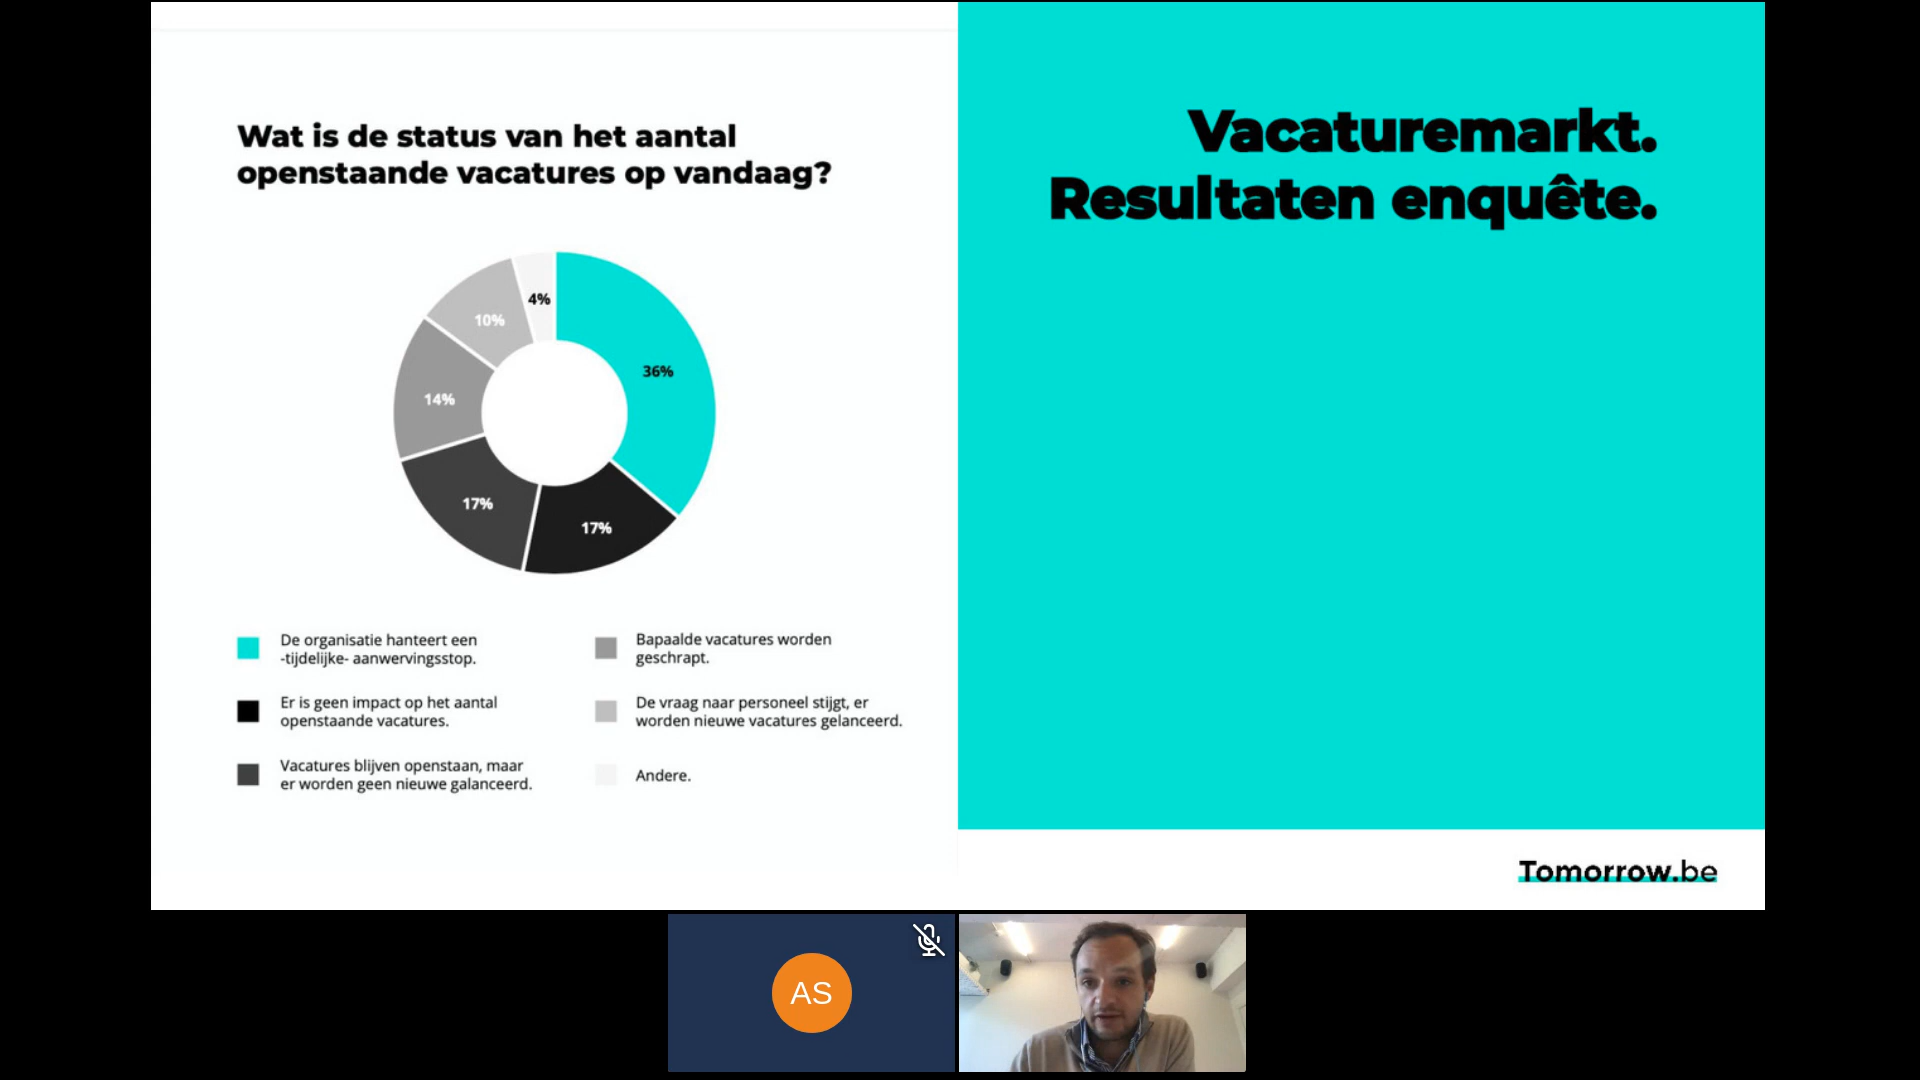 Wat is de status van het aantal
openstaande vacatures op vandaag?
4%
10%
36%
14%
17%
17%
De organisatie hanteert een
-tijdelijke- aanwervingsstop.
Er is geen impact op het aantal
openstaande vacatures.
Vacatures blijven openstaan, maar
er worden geen nieuwe galanceerd.
Bapaalde vacatures worden
geschrapt.
De vraag naar personeel stijgt, er
worden nieuwe vacatures gelanceerd.
Andere.
Vacaturemarkt.
Resultaten enquête.
Tomorrow.be
AS